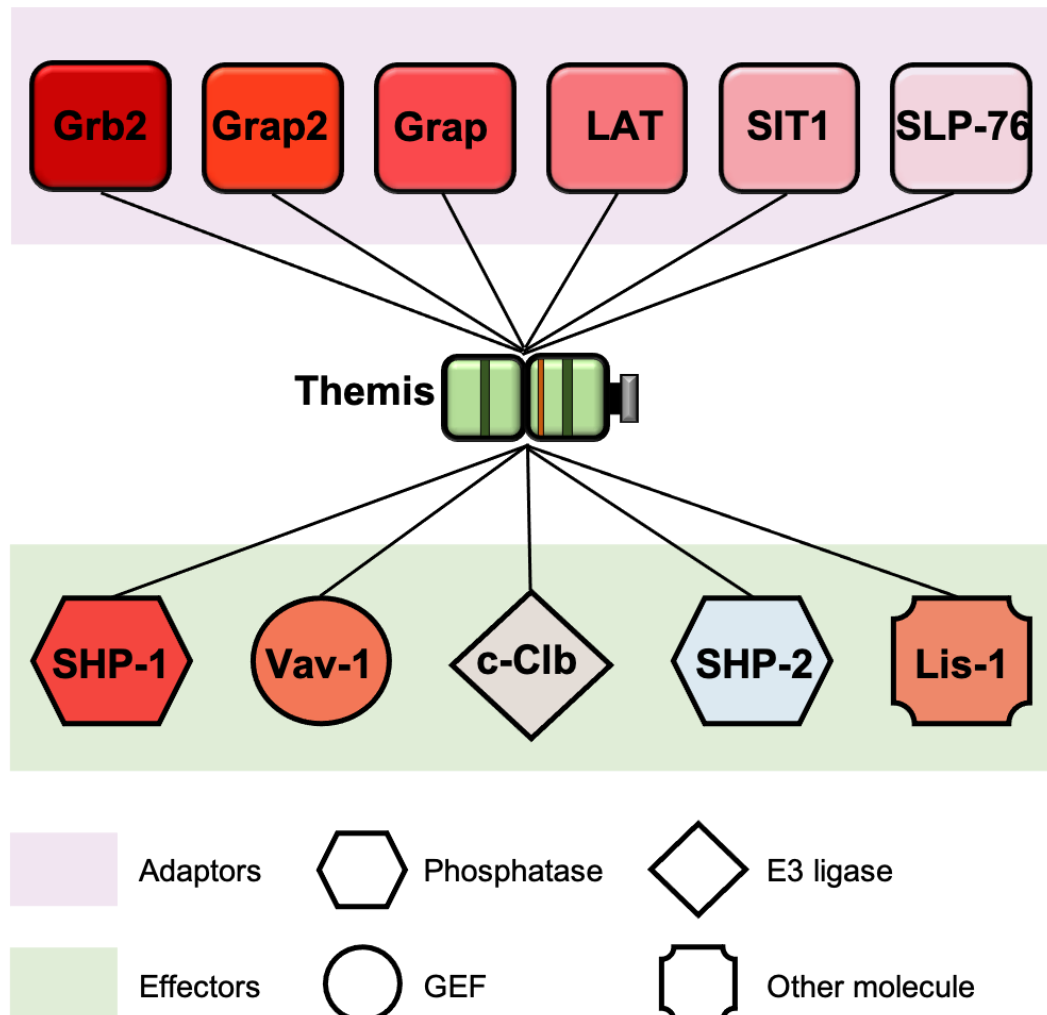 Grb2 Grap2 Grap LAT SIT1 SLP-76
Themis
SHP-1 Vav-1 c-Clb SHP-2 Lis-1
Adaptors Phosphatase E3 ligase
Effectors GEF Other molecule